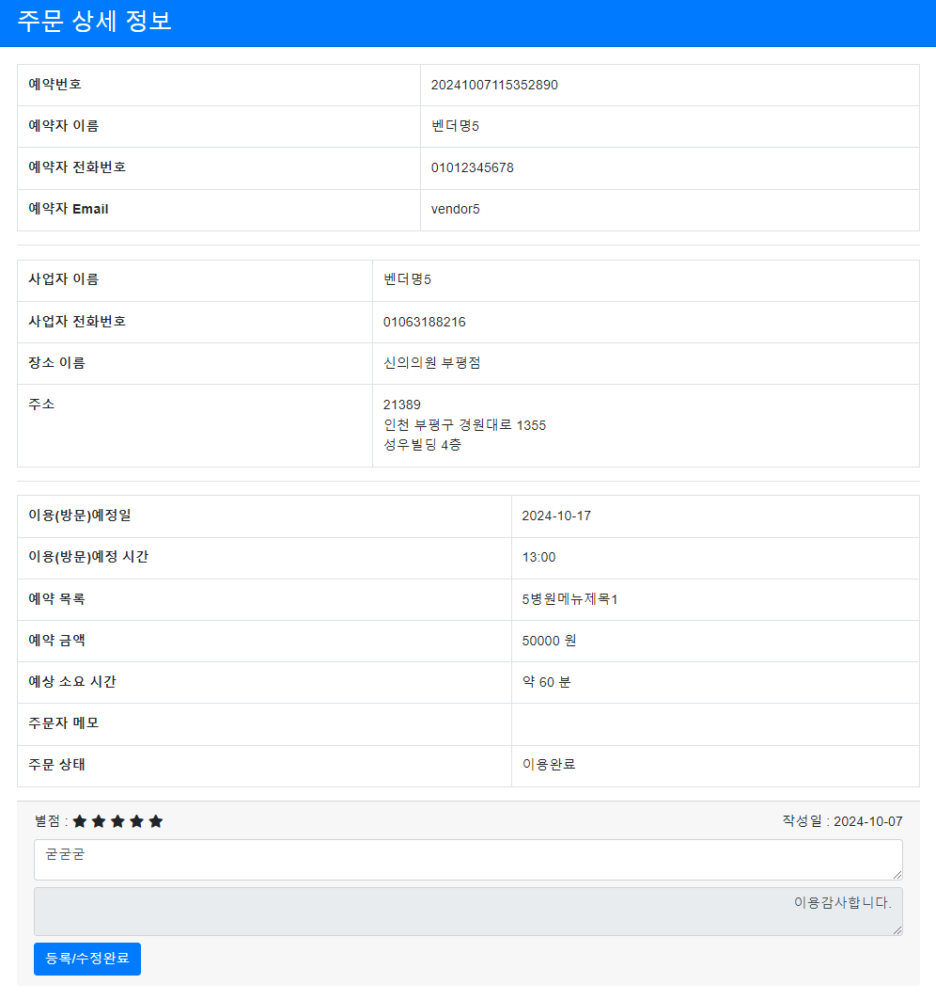 주문 상세 정보
예약번호 20241007115352890
예약자 이름 벤더명5
예약자 전화번호 01012345678
예약자 Email vendor5
사업자 이름 벤더명5
사업자 전화번호 01063188216
장소 이름 신의의원 부평점
주소 21389
인천 부평구 경원대로 1355
성우빌딩 4층
이용(방문)예정일 2024-10-17
이용(방문)예정 시간 13:00
예약 목록 5병원메뉴제목1
예약 금액 50000 원
예상 소요 시간 약 60 분
주문자 메모
주문 상태 이용완료
별점 : ★★★★★ 작성일 : 2024-10-07
굳굳굳
이용감사합니다.
등록/수정완료